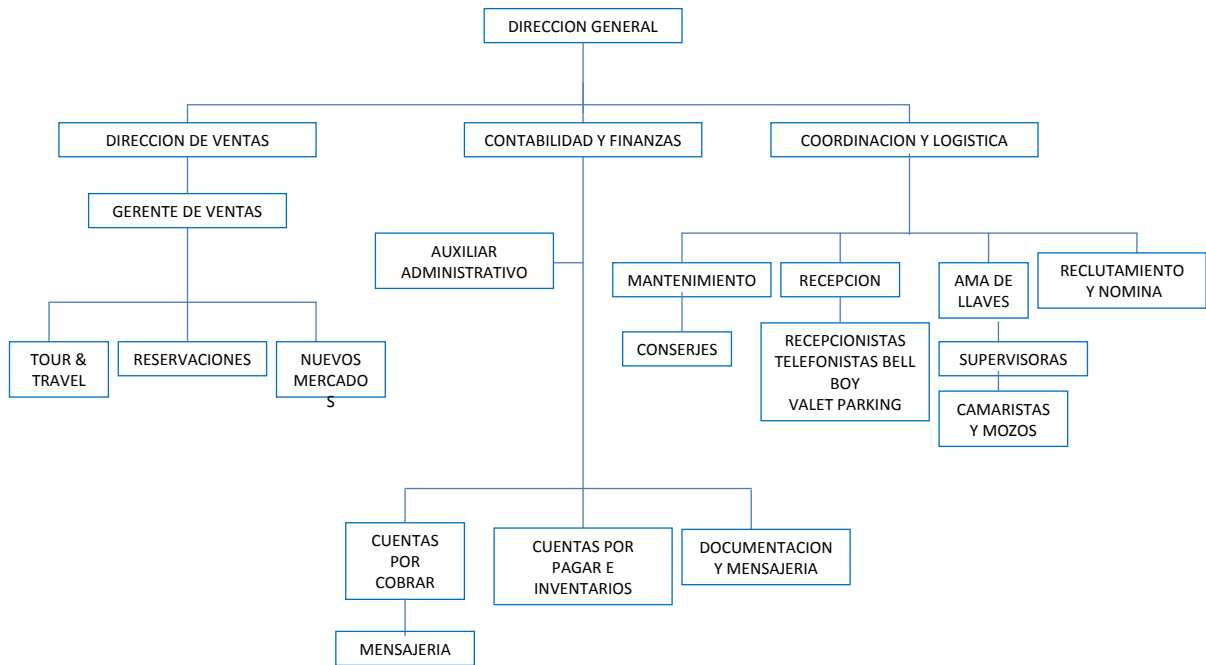 DIRECCION GENERAL
DIRECCION DE VENTAS
CONTABILIDAD Y FINANZAS
COORDINACION Y LOGISTICA
GERENTE DE VENTAS
AUXILIAR
ADMINISTRATIVO
MANTENIMIENTO
RECEPCION
AMA DE
LLAVES
RECLUTAMIENTO
Y NOMINA
TOUR &
TRAVEL
RESERVACIONES
NUEVOS
MERCADO
S
CONSERJES
RECEPCIONISTAS
TELEFONISTAS BELL
BOY
VALET PARKING
SUPERVISORAS
CAMARISTAS
Y MOZOS
CUENTAS
POR
COBRAR
CUENTAS POR
PAGAR E
INVENTARIOS
DOCUMENTACION
Y MENSAJERIA
MENSAJERIA